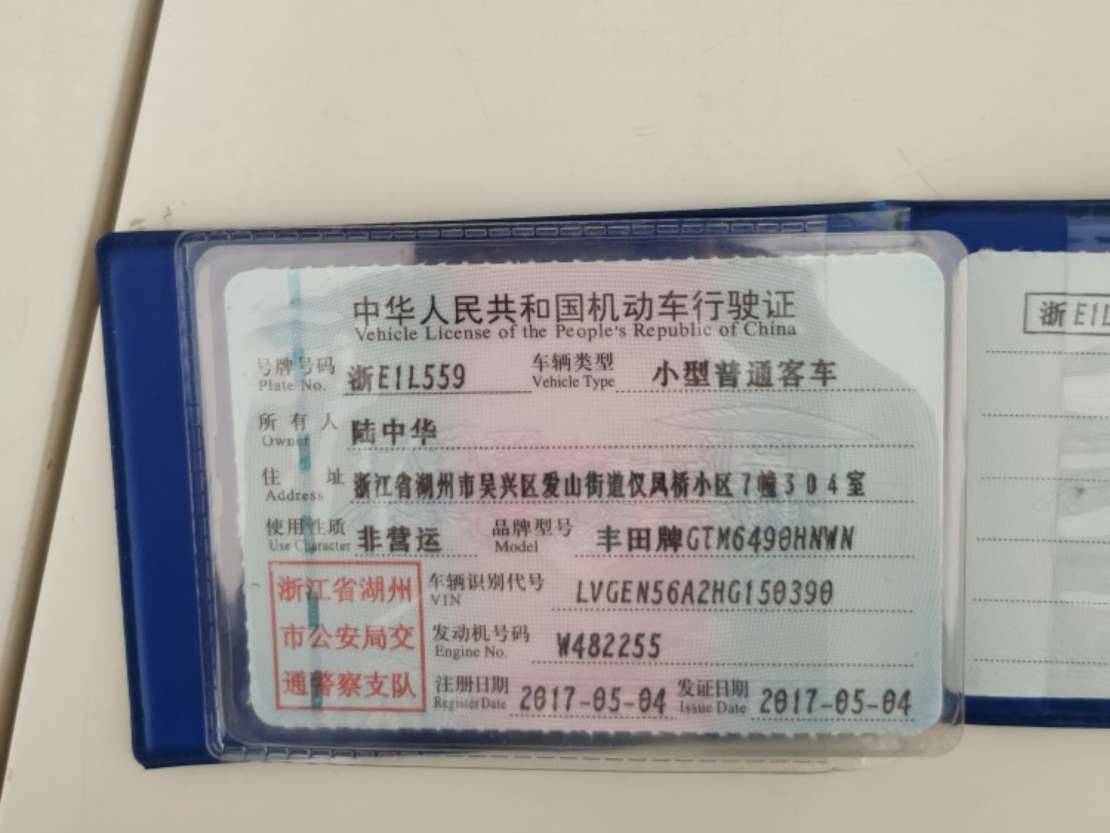 中华人民共和国机动车行驶证
Vehicle License of the People's Republic of China
号牌号码 浙E1L559 车辆类型 小型普通客车
Plate No. Vehicle Type
所有人 陆中华
Owner
住址 浙江省湖州市吴兴区爱山街道仪凤桥小区7幢304室
Address
使用性质 非营运 品牌型号 丰田牌GTM6490HNWN
Use Character Model
浙江省湖州
市公安局交
通警察支队
车辆识别代号 LVGEN56A2HG150390
VIN
发动机号码 W482255
Engine No.
注册日期 2017-05-04 发证日期 2017-05-04
Register Date Issue Date
浙E1L